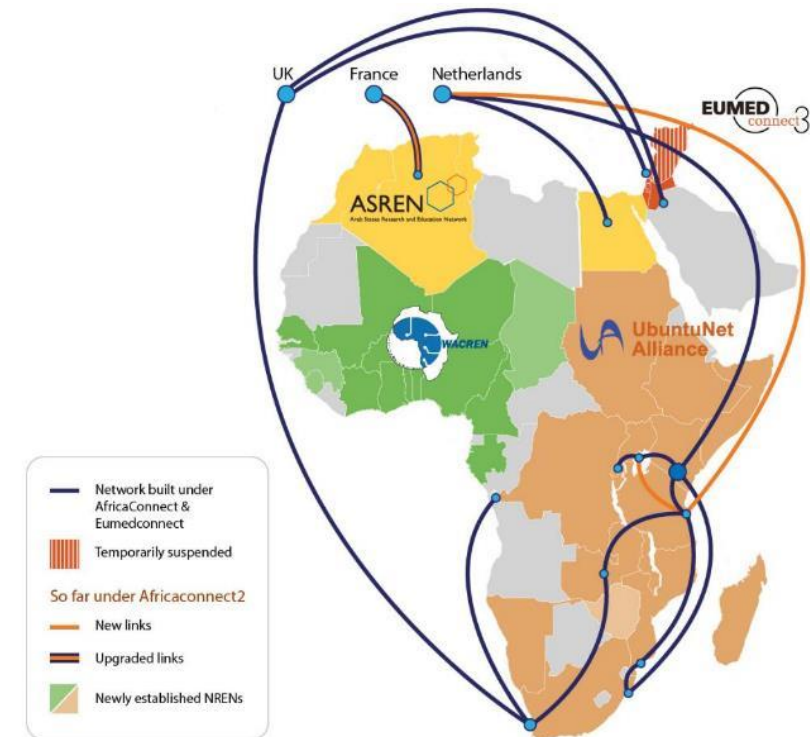 UK
France
Netherlands
EUMED
connect3
ASREN
Arab States Research and Education Network
WACREN
UbuntuNet
Alliance
Network built under
AfricaConnect &
Eumedconnect
Temporarily suspended
So far under Africaconnect2
New links
Upgraded links
Newly established NRENs